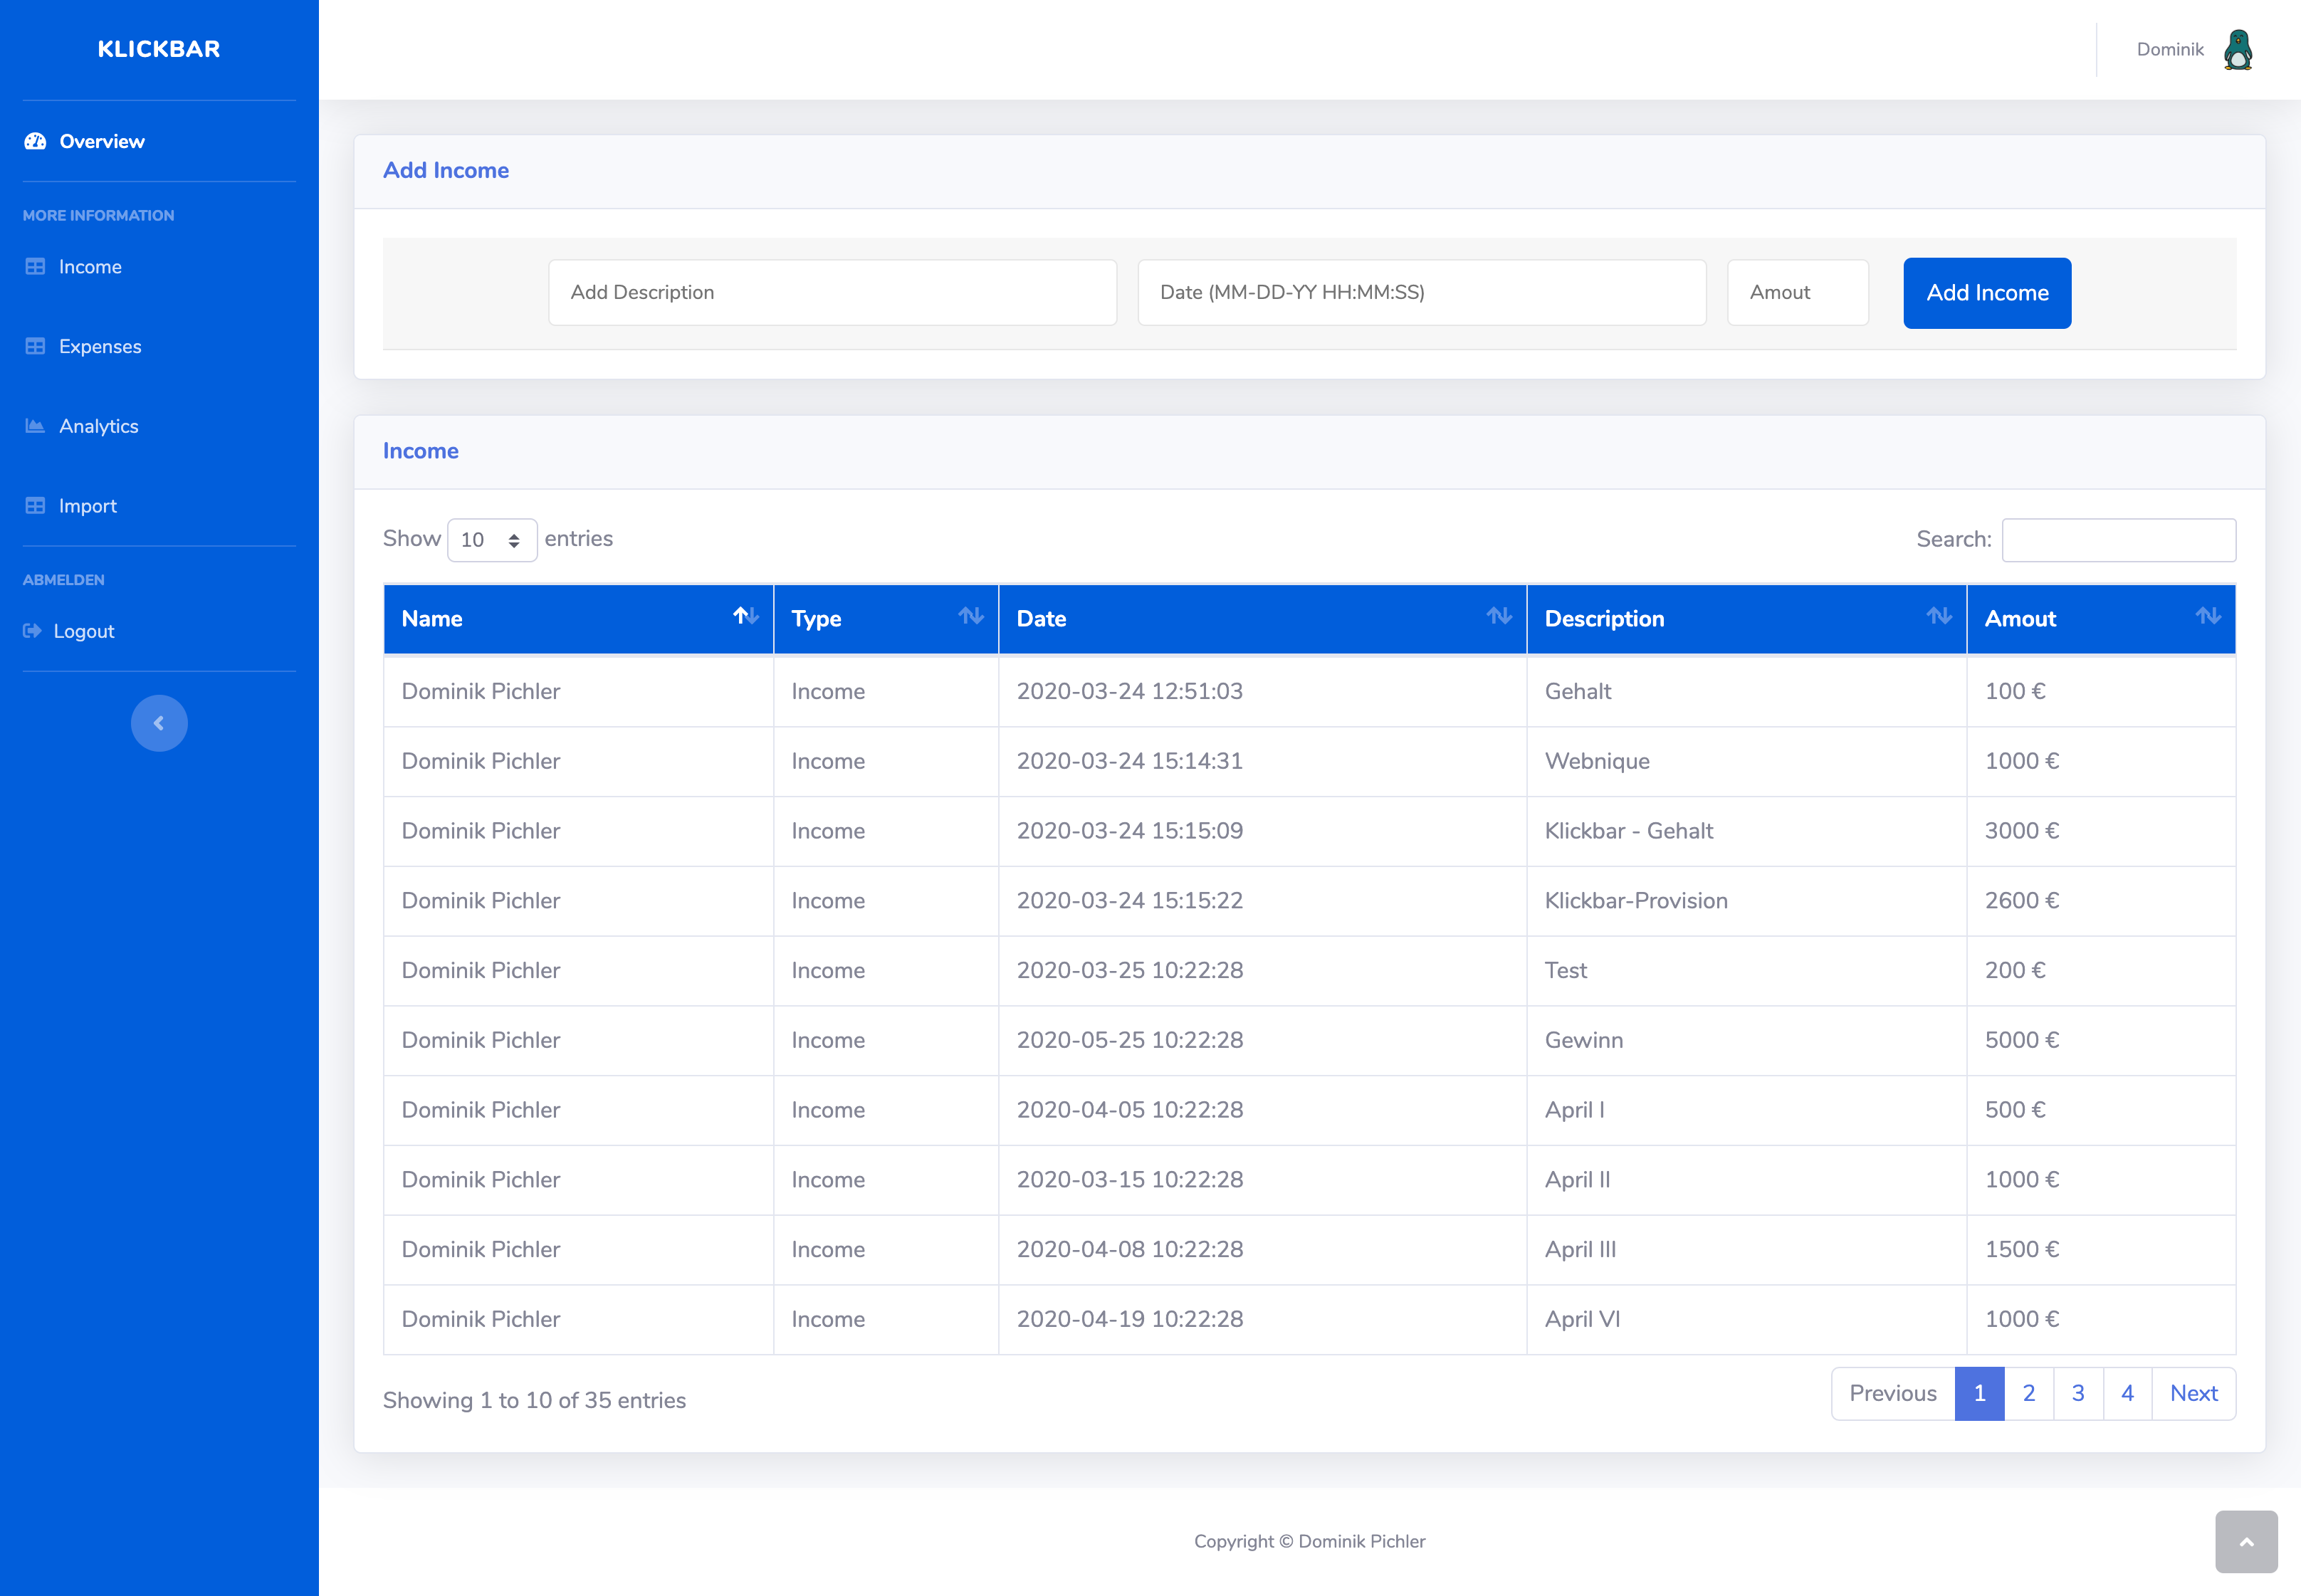 KLICKBAR
Dominik
Overview
MORE INFORMATION
Income
Expenses
Analytics
Import
ABMELDEN
Logout
Add Income
Add Description Date (MM-DD-YY HH:MM:SS) Amout Add Income
Income
Show 10 entries Search:
Name Type Date Description Amout
Dominik Pichler Income 2020-03-24 12:51:03 Gehalt 100 €
Dominik Pichler Income 2020-03-24 15:14:31 Webnique 1000 €
Dominik Pichler Income 2020-03-24 15:15:09 Klickbar - Gehalt 3000 €
Dominik Pichler Income 2020-03-24 15:15:22 Klickbar-Provision 2600 €
Dominik Pichler Income 2020-03-25 10:22:28 Test 200 €
Dominik Pichler Income 2020-05-25 10:22:28 Gewinn 5000 €
Dominik Pichler Income 2020-04-05 10:22:28 April I 500 €
Dominik Pichler Income 2020-03-15 10:22:28 April II 1000 €
Dominik Pichler Income 2020-04-08 10:22:28 April III 1500 €
Dominik Pichler Income 2020-04-19 10:22:28 April VI 1000 €
Showing 1 to 10 of 35 entries Previous 1 2 3 4 Next
Copyright © Dominik Pichler